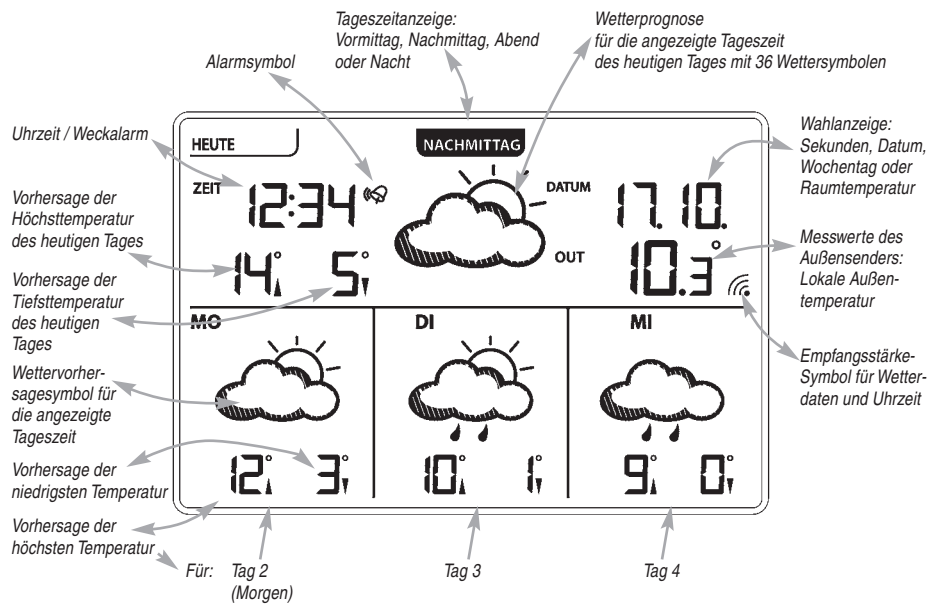 Tageszeitanzeige:
Vormittag, Nachmittag, Abend
oder Nacht
Wetterprognose
für die angezeigte Tageszeit
des heutigen Tages mit 36 Wettersymbolen
Alarmsymbol
Uhrzeit / Weckalarm
Vorhersage der
Höchsttemperatur
des heutigen Tages
Vorhersage der
Tiefsttemperatur
des heutigen
Tages
Wettervorher-
sagesymbol für
die angezeigte
Tageszeit
Vorhersage der
niedrigsten Temperatur
Vorhersage der
höchsten Temperatur
HEUTE
NACHMITTAG
ZEIT
12:34
DATUM
17.10.
14° 5°
OUT
10.3°
MO
DI
MI
12° 3°
10° 1°
9° 0°
Wahlanzeige:
Sekunden, Datum,
Wochentag oder
Raumtemperatur
Messwerte des
Außensenders:
Lokale Außen-
temperatur
Empfangsstärke-
Symbol für Wetter-
daten und Uhrzeit
Für: Tag 2
(Morgen)
Tag 3
Tag 4